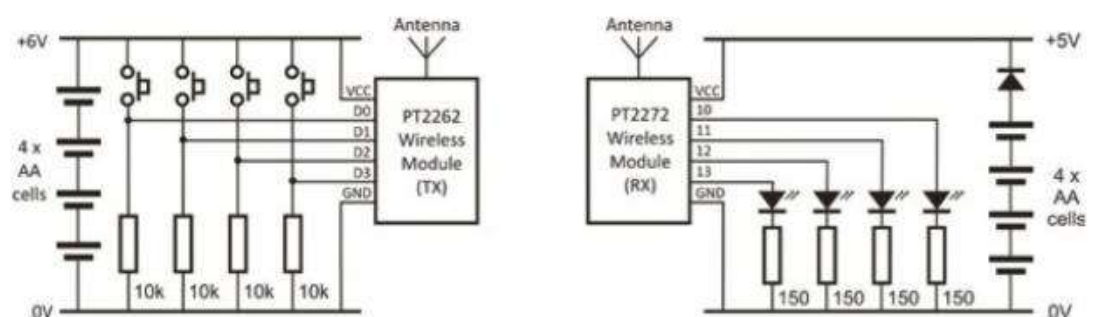 Antenna
+6V
4 x
AA
cells
VCC
D0
D1
D2
D3
GND
PT2262
Wireless
Module
(TX)
10k
10k
10k
10k
0V
Antenna
+5V
PT2272
Wireless
Module
(RX)
VCC
10
11
12
13
GND
4 x
AA
cells
150
150
150
150
0V